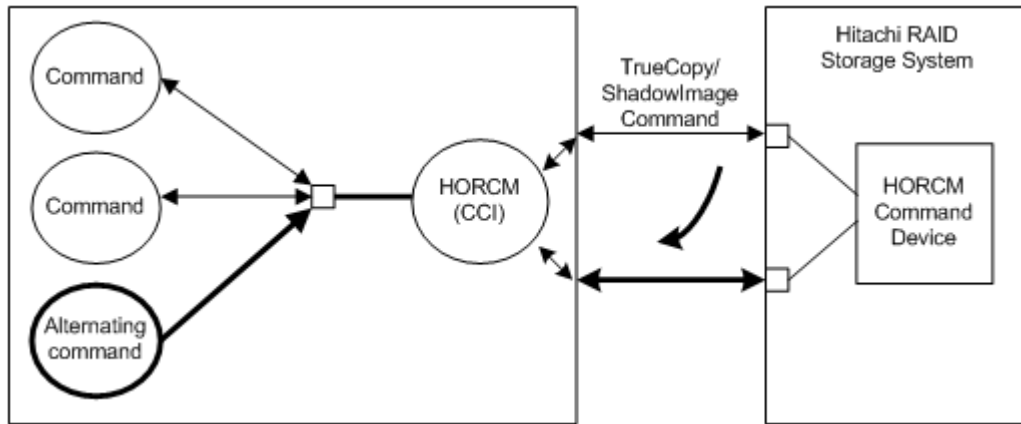 Command
Command
Alternating
command
HORCM
(CCI)
TrueCopy/
ShadowImage
Command
Hitachi RAID
Storage System
HORCM
Command
Device